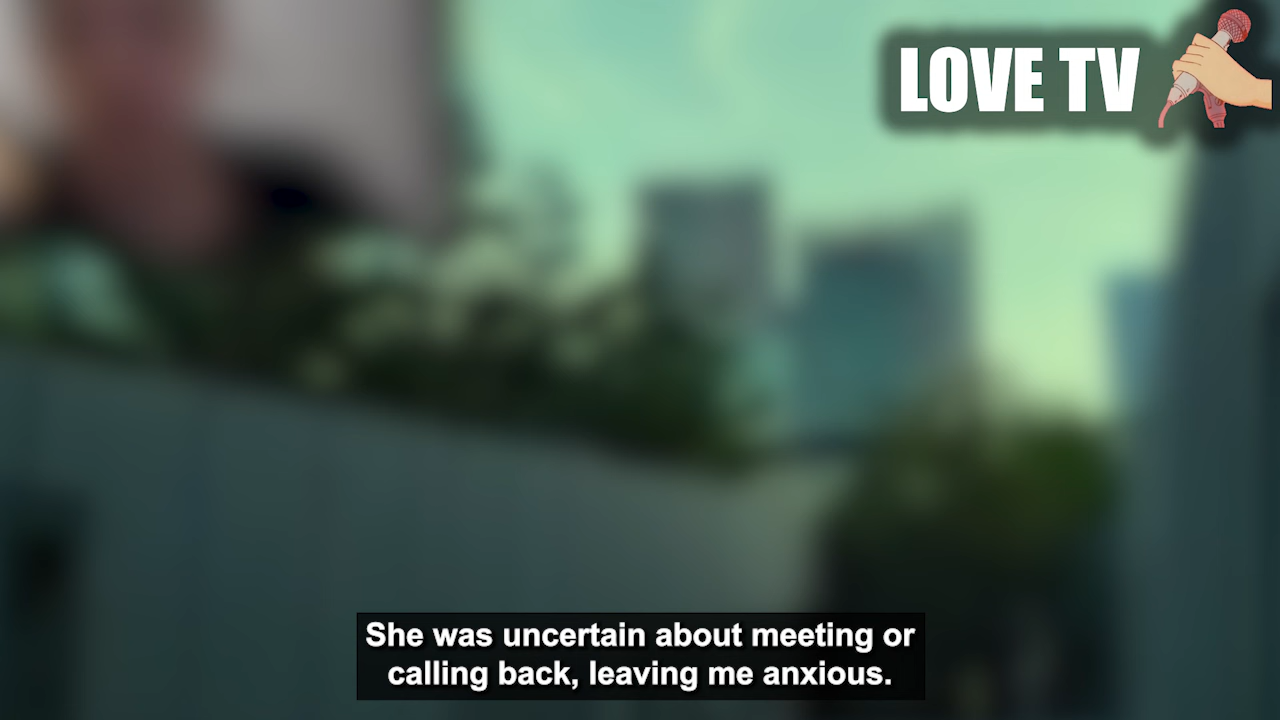 LOVE TV
She was uncertain about meeting or
calling back, leaving me anxious.